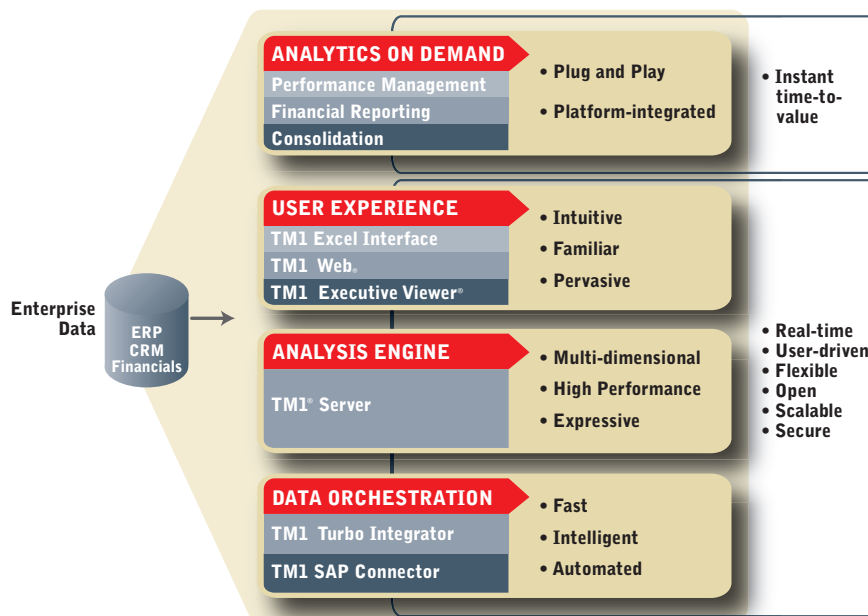 Enterprise
Data
ERP
CRM
Financials
ANALYTICS ON DEMAND
Performance Management
Financial Reporting
Consolidation
• Plug and Play
• Platform-integrated
• Instant
time-to-
value
USER EXPERIENCE
TM1 Excel Interface
TM1 Web®
TM1 Executive Viewer®
• Intuitive
• Familiar
• Pervasive
ANALYSIS ENGINE
TM1® Server
• Multi-dimensional
• High Performance
• Expressive
• Real-time
• User-driven
• Flexible
• Open
• Scalable
• Secure
DATA ORCHESTRATION
TM1 Turbo Integrator
TM1 SAP Connector
• Fast
• Intelligent
• Automated